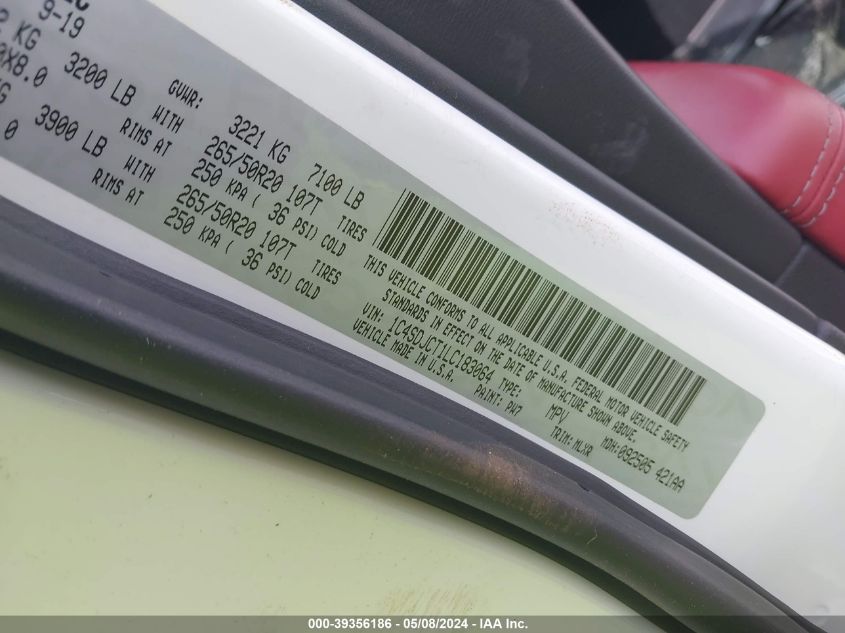 9-19
KG 3200 LB
0X8.0 RIMS AT
3900 LB WITH
RIMS AT
GVWR: 3221 KG 7100 LB
WITH 265/50R20 107T TIRES
250 KPA ( 36 PSI) COLD
265/50R20 107T TIRES
250 KPA ( 36 PSI) COLD
THIS VEHICLE CONFORMS TO ALL APPLICABLE U.S.A. FEDERAL MOTOR VEHICLE SAFETY
STANDARDS IN EFFECT ON THE DATE OF MANUFACTURE SHOWN ABOVE.
VIN: 1C4SDJCT1LC183064 TYPE: MPV MDH:092505 421AA
VEHICLE MADE IN U.S.A. PAINT: PW7 TRIM: MLXR
000-39356186 - 05/08/2024 - IAA Inc.